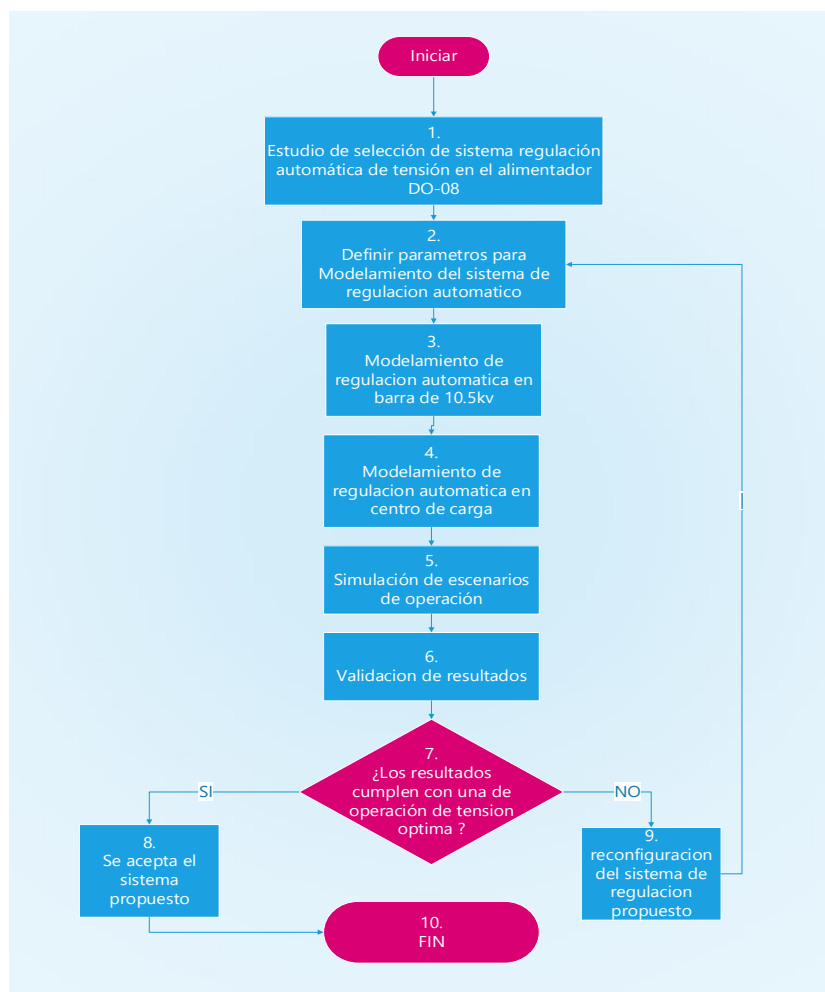 Iniciar
1.
Estudio de selección de sistema regulación
automática de tensión en el alimentador
DO-08
2.
Definir parametros para
Modelamiento del sistema de
regulacion automatico
3.
Modelamiento de
regulacion automatica en
barra de 10.5kv
4.
Modelamiento de
regulacion automatica en
centro de carga
5.
Simulación de escenarios
de operación
6.
Validacion de resultados
7.
¿Los resultados
cumplen con una de
operación de tension
optima ?
SI
NO
8.
Se acepta el
sistema
propuesto
9.
reconfiguracion
del sistema de
regulacion
propuesto
10.
FIN